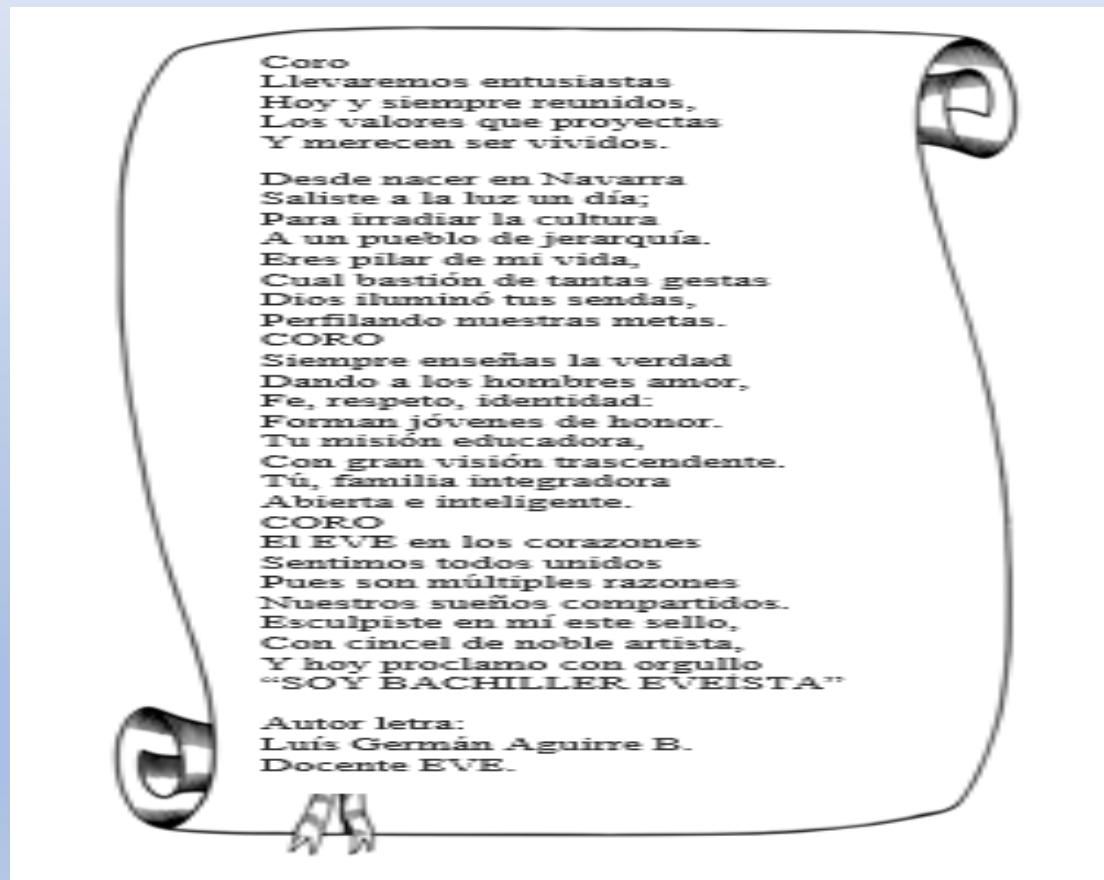 Coro
Llevaremos entusiastas
Hoy y siempre reunidos,
Los valores que proyectas
Y merecen ser vividos.
Desde nacer en Navarra
Saliste a la luz un día;
Para irradiar la cultura
A un pueblo de jerarquía.
Eres pilar de mi vida,
Cual bastión de tantas gestas
Dios iluminó tus sendas,
Perfilando nuestras metas.
CORO
Siempre enseñas la verdad
Dando a los hombres amor,
Fe, respeto, identidad:
Forman jóvenes de honor.
Tu misión educadora,
Con gran visión trascendente.
Tú, familia integradora
Abierta e inteligente.
CORO
El EVE en los corazones
Sentimos todos unidos
Pues son múltiples razones
Nuestros sueños compartidos.
Esculpiste en mí este sello,
Con cincel de noble artista,
Y hoy proclamo con orgullo
“SOY BACHILLER EVEÍSTA”
Autor letra:
Luís Germán Aguirre B.
Docente EVE.